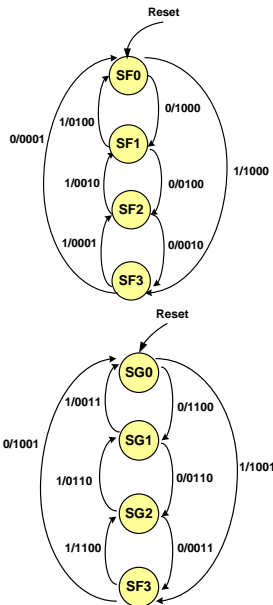 Reset
SF0
1/0100
0/1000
0/0001
SF1
1/0010
0/0100
1/1000
SF2
1/0001
0/0010
SF3
Reset
SG0
1/0011
0/1100
SG1
0/1001
1/0110
0/0110
1/1001
SG2
1/1100
0/0011
SF3